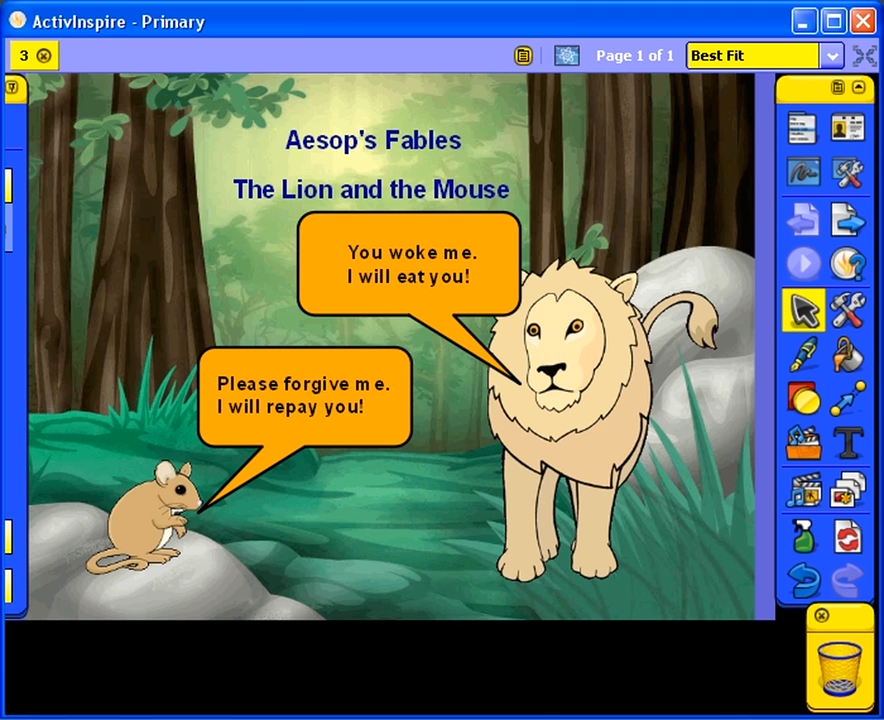 ActivInspire - Primary
3
Page 1 of 1
Best Fit
Aesop's Fables
The Lion and the Mouse
You woke me.
I will eat you!
Please forgive me.
I will repay you!